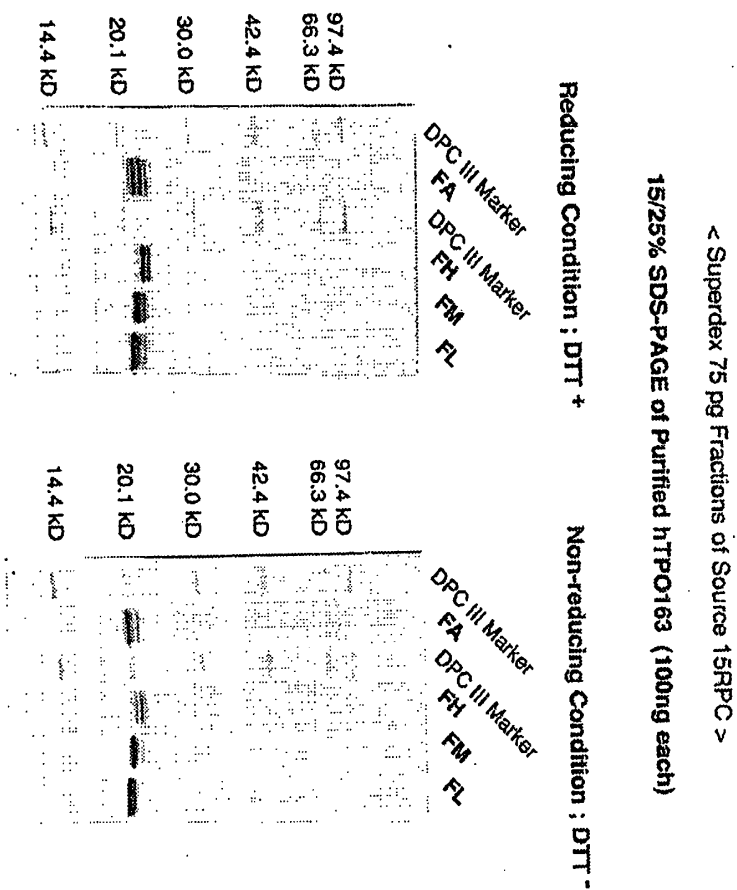 < Superdex 75 pg Fractions of Source 15RPC >
15/25% SDS-PAGE of Purified hTPO163 (100ng each)
Reducing Condition ; DTT +
DPC III Marker
FA
DPC III Marker
FH
FM
FL
97.4 kD
66.3 kD
42.4 kD
30.0 kD
20.1 kD
14.4 kD
Non-reducing Condition ; DTT -
DPC III Marker
FA
DPC III Marker
FH
FM
FL
97.4 kD
66.3 kD
42.4 kD
30.0 kD
20.1 kD
14.4 kD